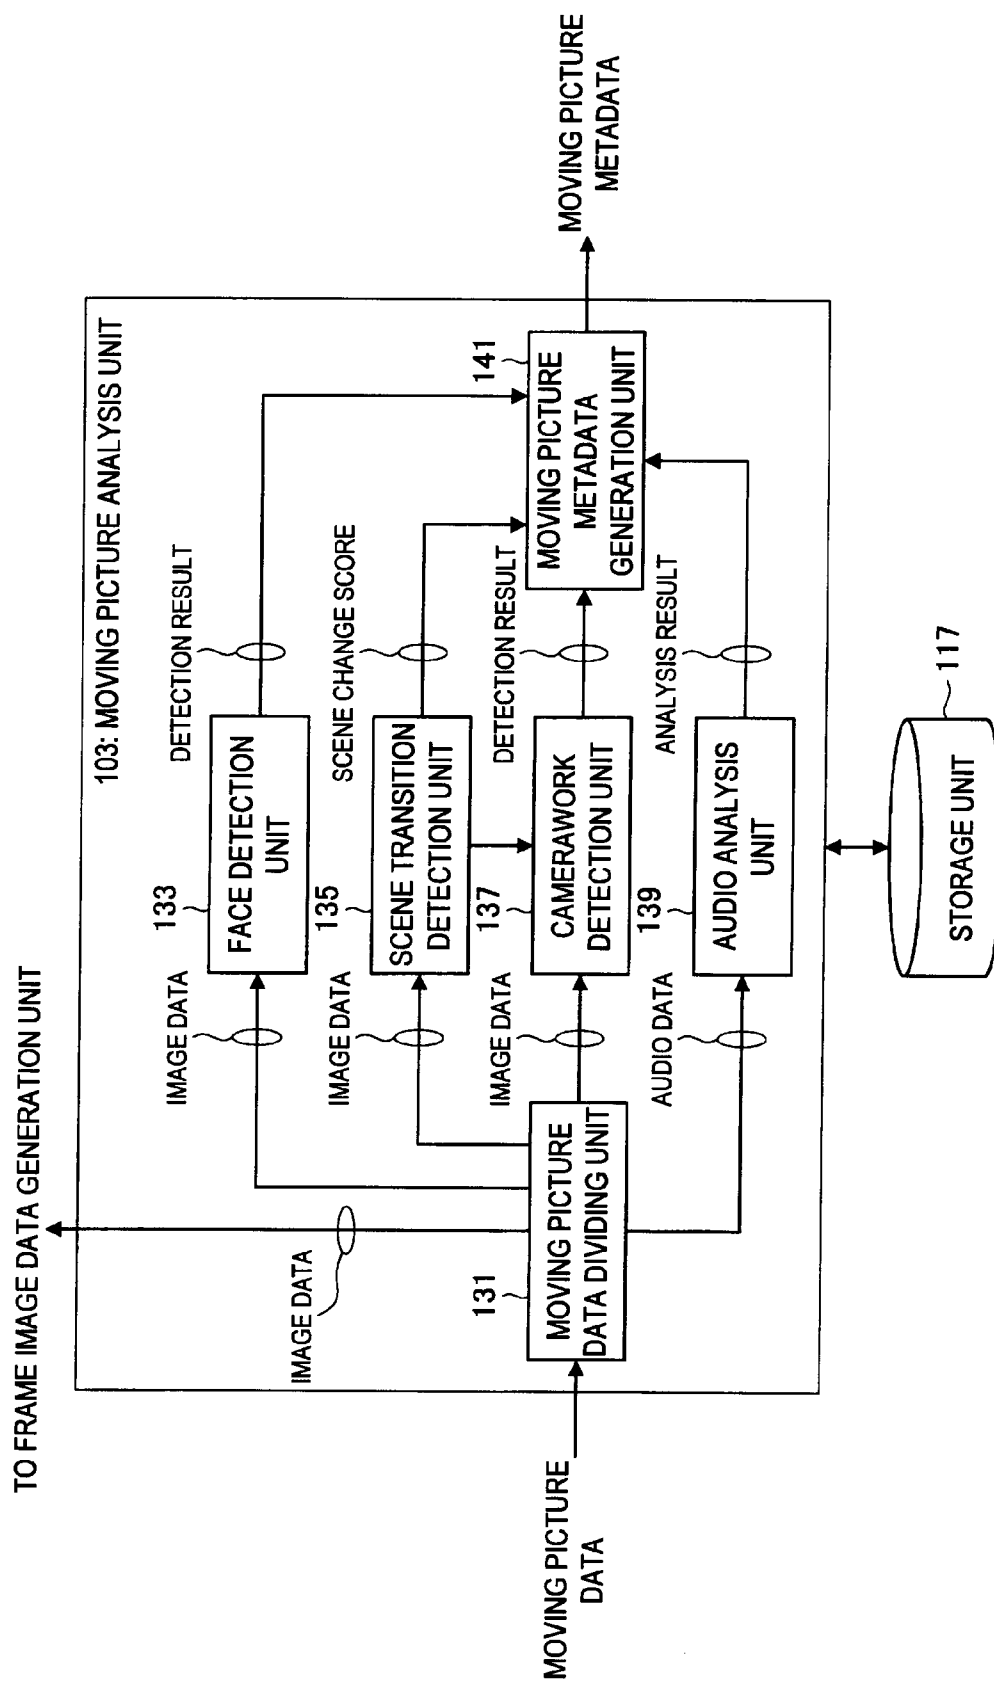 TO FRAME IMAGE DATA GENERATION UNIT
103: MOVING PICTURE ANALYSIS UNIT
IMAGE DATA
133
FACE DETECTION
UNIT
DETECTION RESULT
IMAGE DATA
135
SCENE TRANSITION
DETECTION UNIT
SCENE CHANGE SCORE
IMAGE DATA
MOVING PICTURE
DATA
131
MOVING PICTURE
DATA DIVIDING UNIT
IMAGE DATA
137
CAMERAWORK
DETECTION UNIT
DETECTION RESULT
141
MOVING PICTURE
METADATA
GENERATION UNIT
MOVING PICTURE
METADATA
AUDIO DATA
139
AUDIO ANALYSIS
UNIT
ANALYSIS RESULT
117
STORAGE UNIT